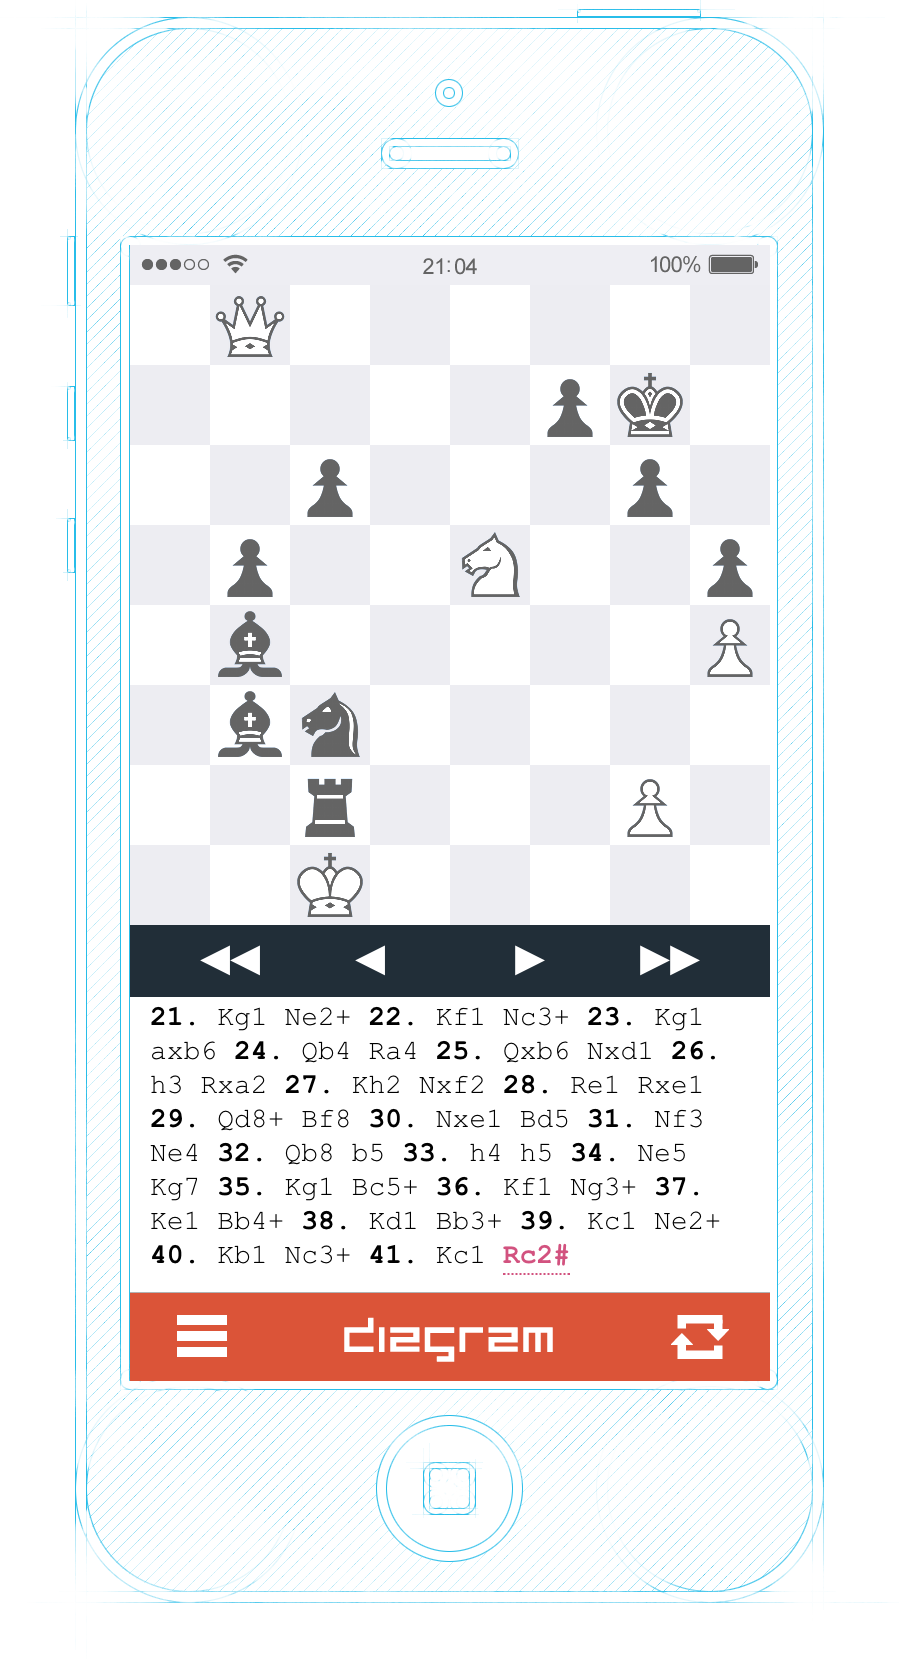 21:04
100%
21. Kg1 Ne2+ 22. Kf1 Nc3+ 23. Kg1
axb6 24. Qb4 Ra4 25. Qxb6 Nxd1 26.
h3 Rxa2 27. Kh2 Nxf2 28. Re1 Rxe1
29. Qd8+ Bf8 30. Nxe1 Bd5 31. Nf3
Ne4 32. Qb8 b5 33. h4 h5 34. Ne5
Kg7 35. Kg1 Bc5+ 36. Kf1 Ng3+ 37.
Ke1 Bb4+ 38. Kd1 Bb3+ 39. Kc1 Ne2+
40. Kb1 Nc3+ 41. Kc1 Rc2#
diagram